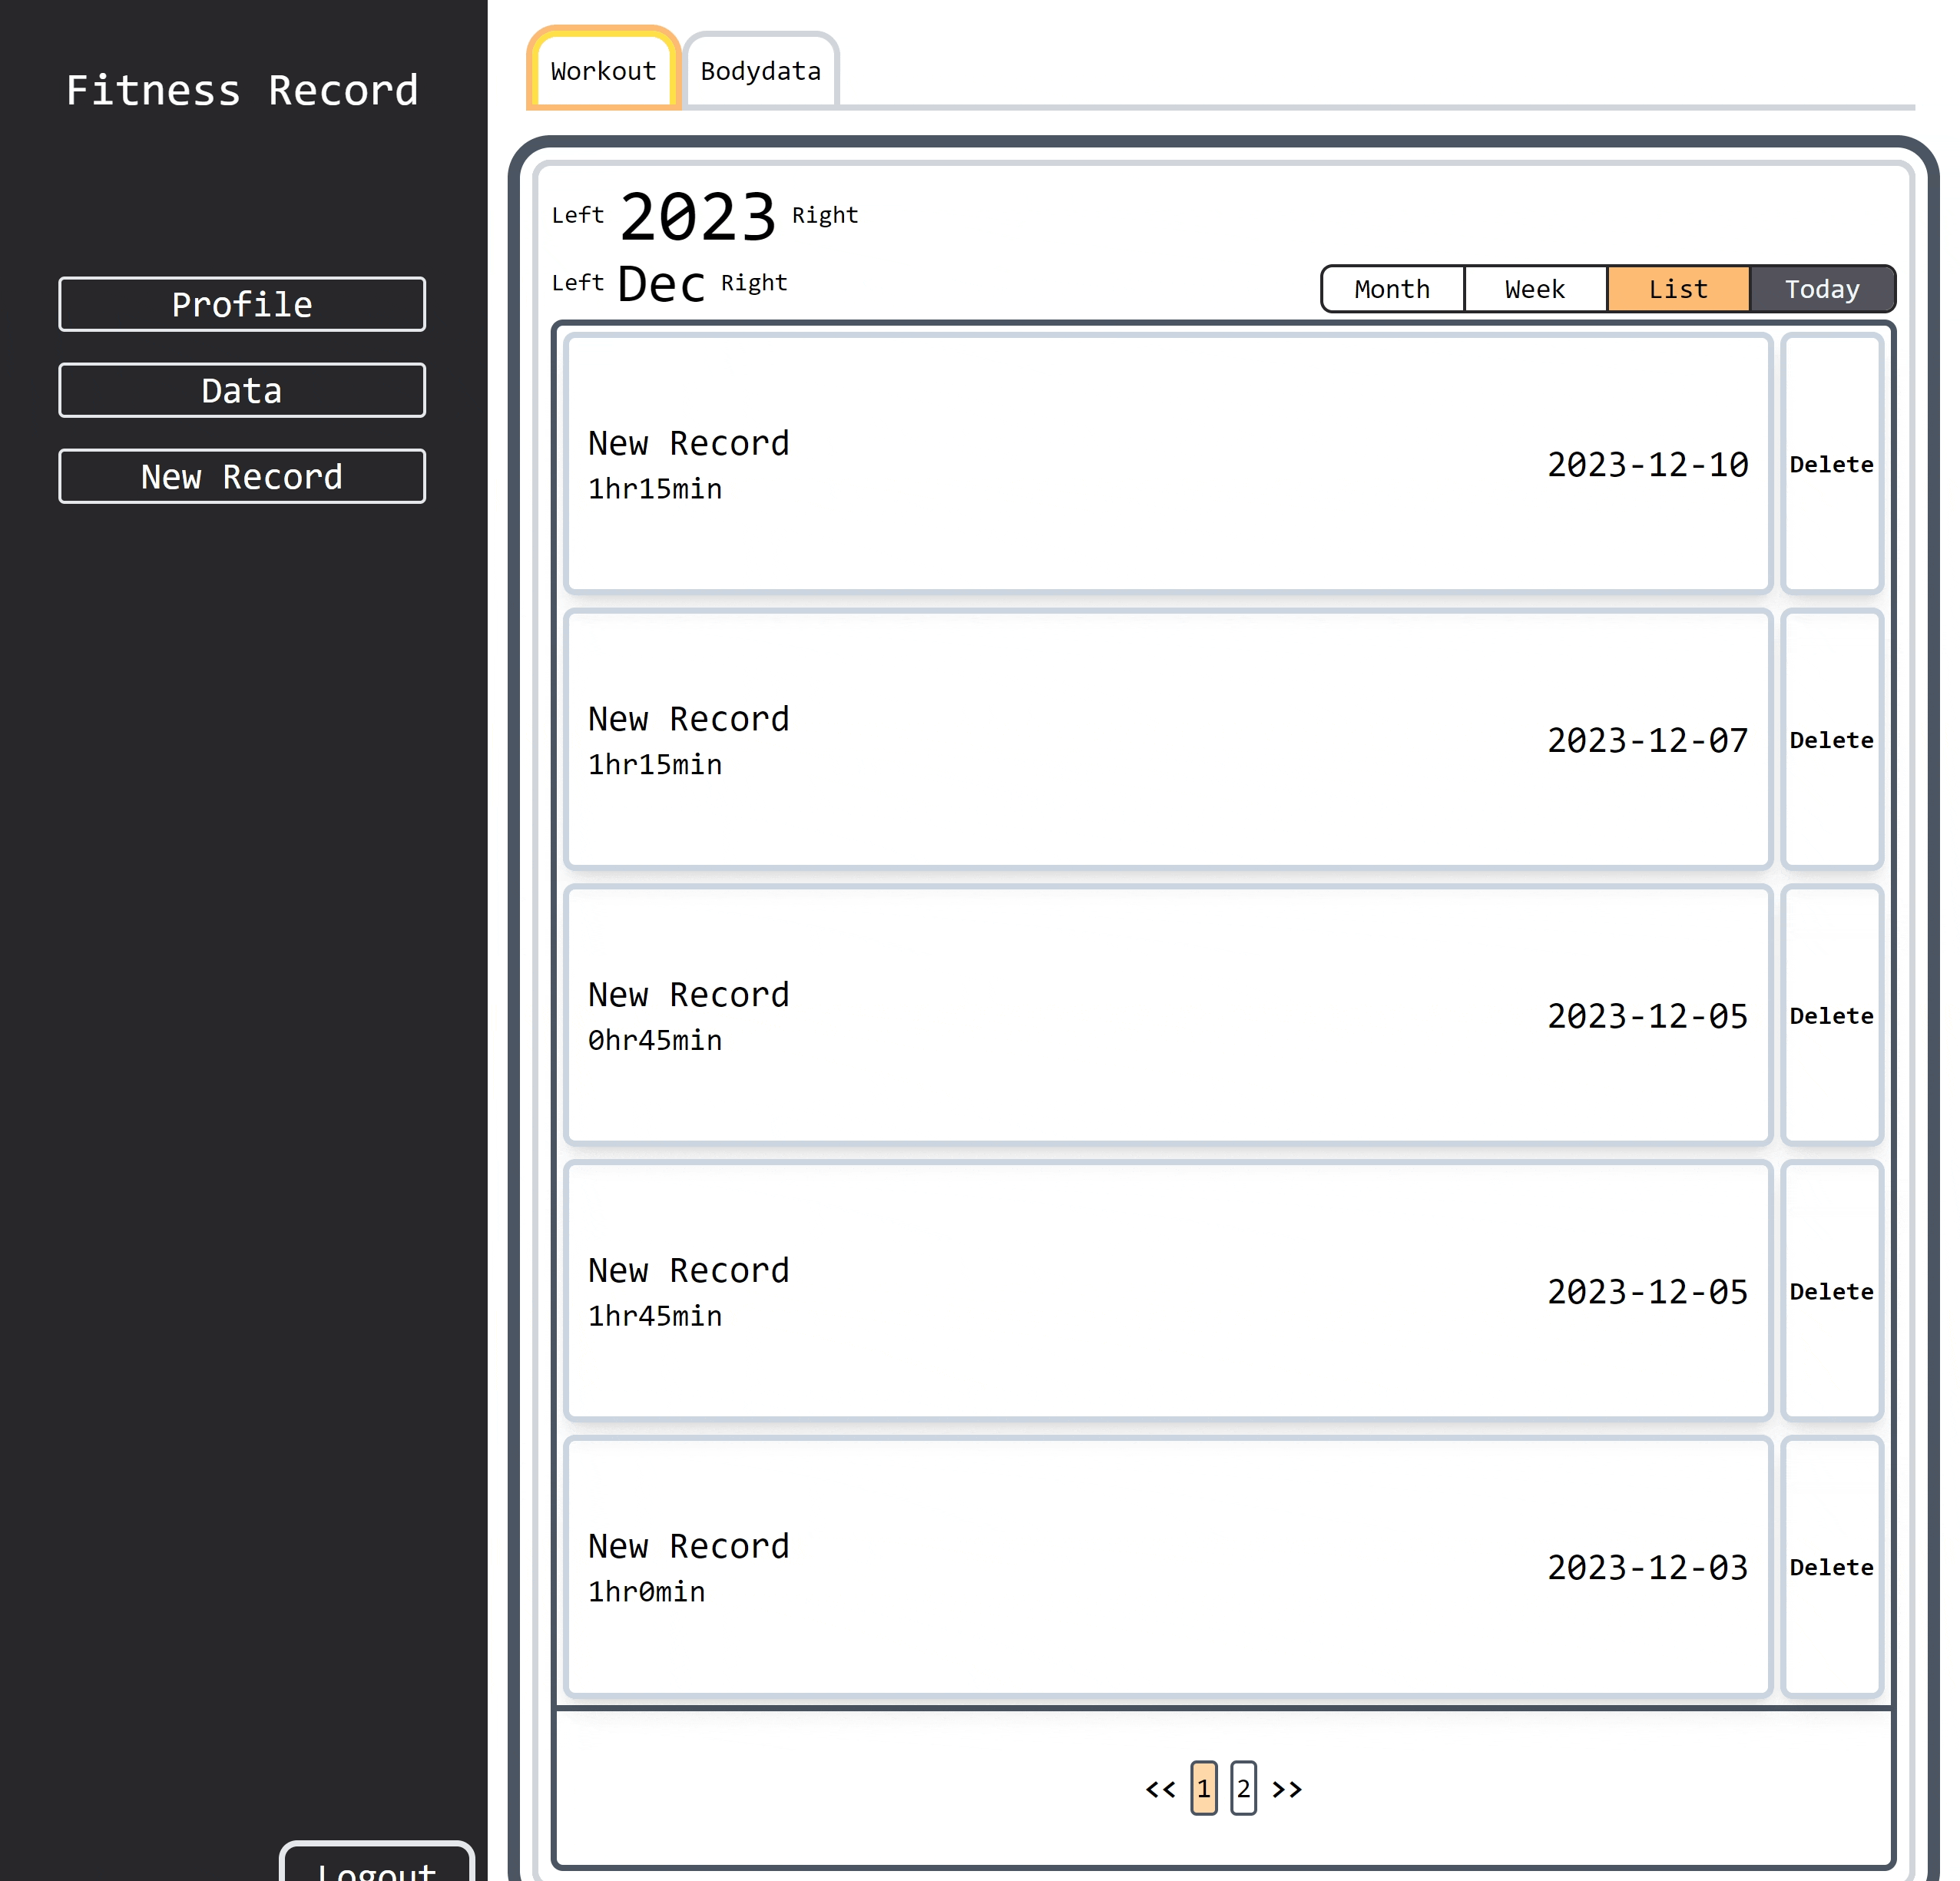 Fitness Record
Profile
Data
New Record
Logout
Workout Bodydata
Left 2023 Right
Left Dec Right
Month Week List Today
New Record
1hr15min
2023-12-10
Delete
New Record
1hr15min
2023-12-07
Delete
New Record
0hr45min
2023-12-05
Delete
New Record
1hr45min
2023-12-05
Delete
New Record
1hr0min
2023-12-03
Delete
<< 1 2 >>